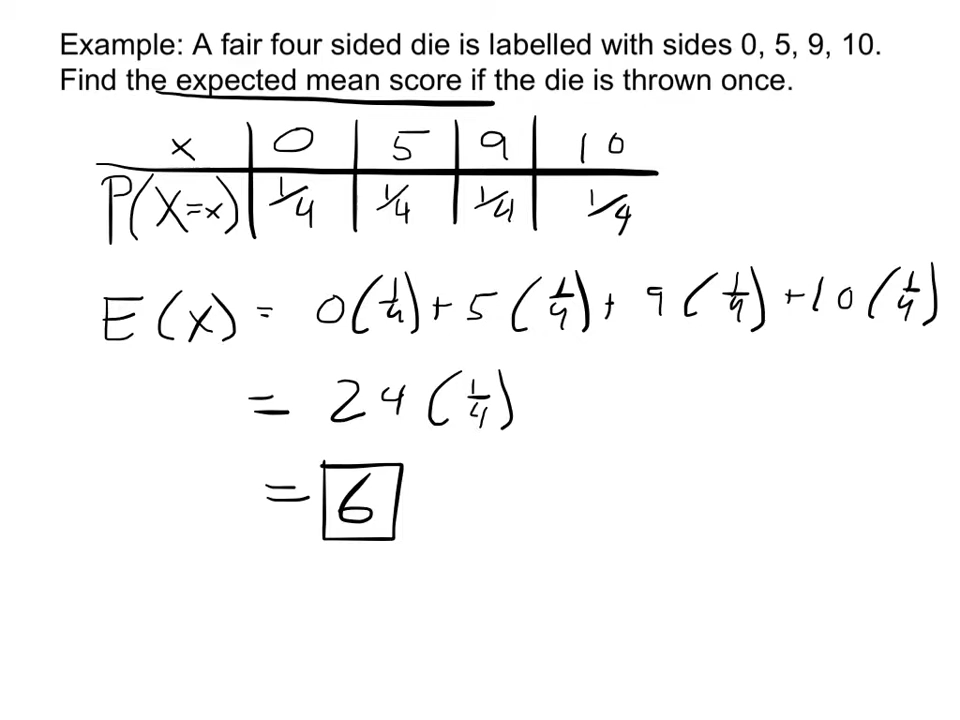 Example: A fair four sided die is labelled with sides 0, 5, 9, 10.
Find the expected mean score if the die is thrown once.
x | 0 | 5 | 9 | 10
P(X=x) | 1/4 | 1/4 | 1/4 | 1/4
E(X) = 0(1/4) + 5(1/4) + 9(1/4) + 10(1/4)
= 24(1/4)
= 6